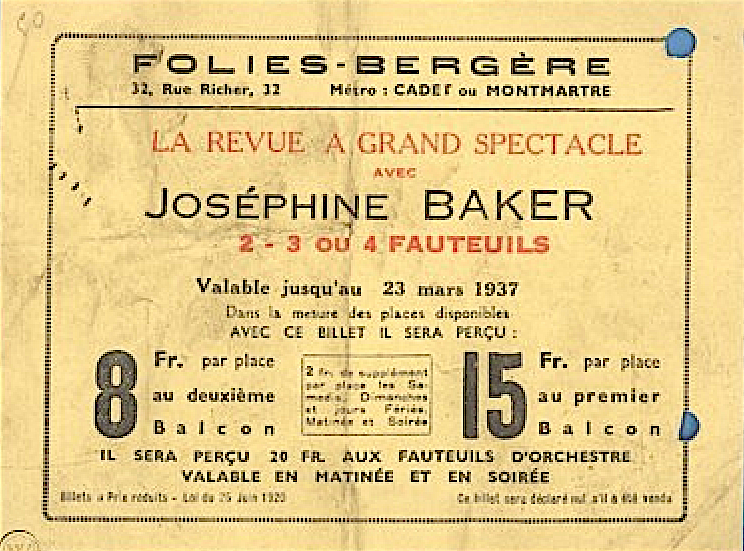 FOLIES-BERGÈRE
32, Rue Richer, 32 Métro : CADET ou MONTMARTRE
LA REVUE A GRAND SPECTACLE
AVEC
JOSÉPHINE BAKER
2 - 3 OU 4 FAUTEUILS
Valable jusqu'au 23 mars 1937
Dans la mesure des places disponibles
AVEC CE BILLET IL SERA PERÇU :
8 Fr. par place
au deuxième
Balcon
2 fr. de supplément
par place les Sa-
medis, Dimanches
et jours Fériés,
Matinée et Soirée
15 Fr. par place
au premier
Balcon
IL SERA PERÇU 20 FR. AUX FAUTEUILS D'ORCHESTRE
VALABLE EN MATINÉE ET EN SOIRÉE
Billets à Prix réduits - Loi du 25 Juin 1920 Ce billet sera déclaré nul s'il a été vendu